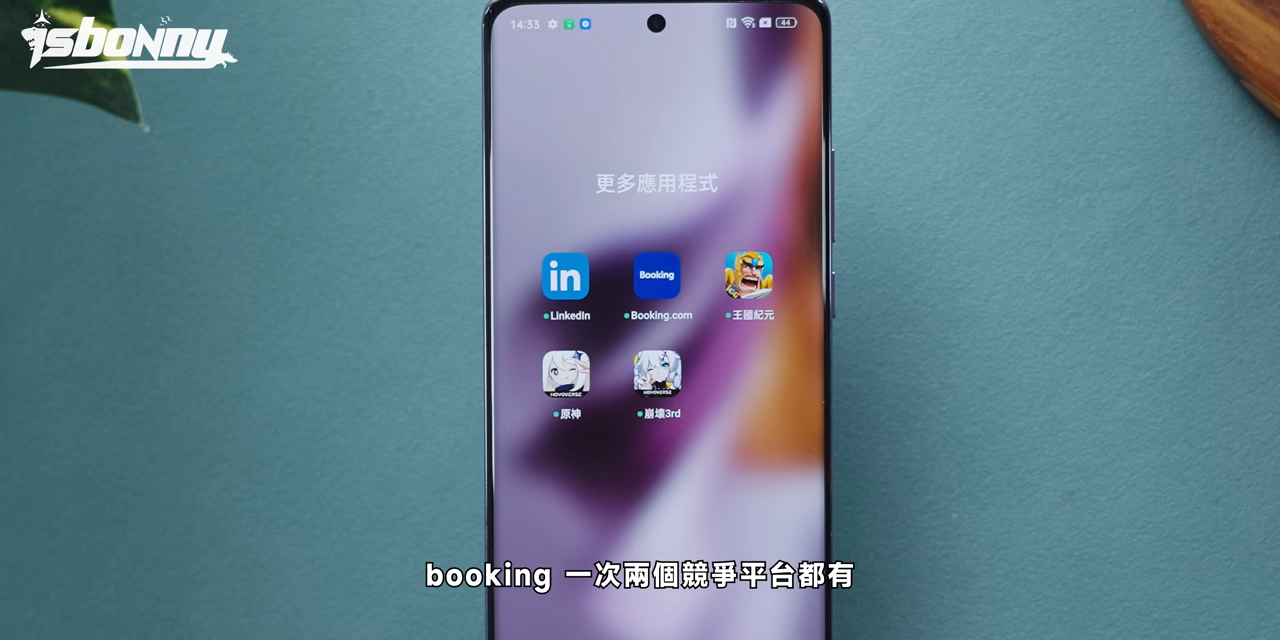 isbonny
14:33
44
更多應用程式
in
Booking
IGG
LinkedIn
Booking.com
王國紀元
HOYOVERSE
HOYOVERSE
原神
崩壞3rd
booking 一次兩個競爭平台都有